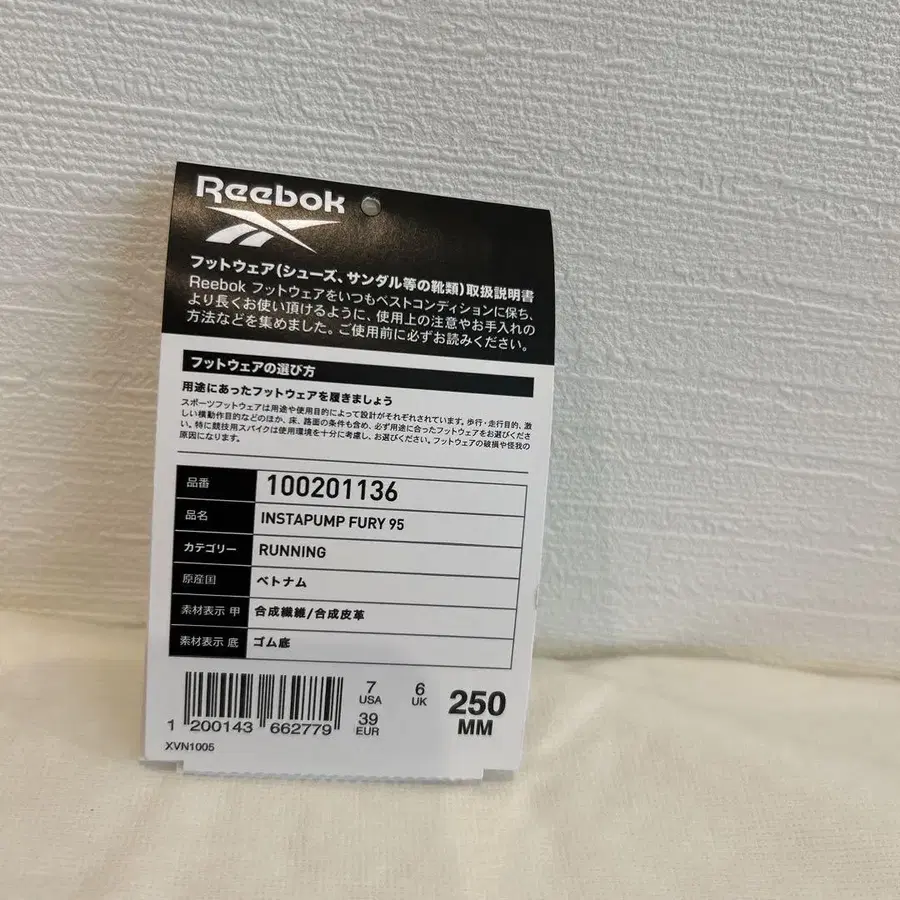 Reebok
フットウェア(シューズ、サンダル等の靴類)取扱説明書
Reebok フットウェアをいつもベストコンディションに保ち、
より長くお使い頂けるように、使用上の注意やお手入れの
方法などを集めました。ご使用前に必ずお読みください。
フットウェアの選び方
用途にあったフットウェアを履きましょう
スポーツフットウェアは用途や使用目的によって設計がそれぞれされています。歩行・走行目的、激
しい横動作目的などのほか、床、路面の条件も含め、必ず用途に合ったフットウェアをお選びくださ
い。特に競技用スパイクは使用環境を十分に考慮し、お選びください。フットウェアの破損や怪我の
原因になります。
品番 100201136
品名 INSTAPUMP FURY 95
カテゴリー RUNNING
原産国 ベトナム
素材表示 甲 合成繊維/合成皮革
素材表示 底 ゴム底
7 USA 6 UK
39 EUR
250 MM
1 200143 662779
XVN1005